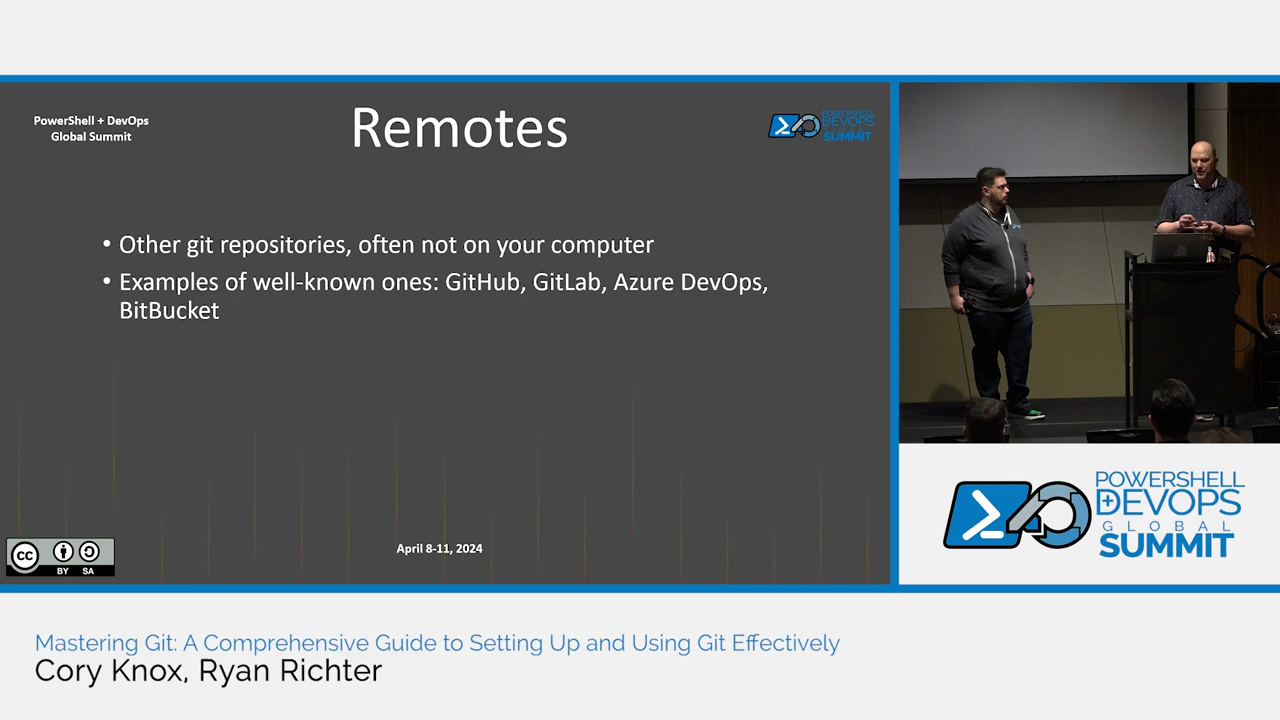 PowerShell + DevOps
Global Summit
Remotes
POWERSHELL
DEVOPS
SUMMIT
• Other git repositories, often not on your computer
• Examples of well-known ones: GitHub, GitLab, Azure DevOps,
BitBucket
April 8-11, 2024
cc
BY SA
POWERSHELL
+DEVOPS
GLOBAL
SUMMIT
Mastering Git: A Comprehensive Guide to Setting Up and Using Git Effectively
Cory Knox, Ryan Richter